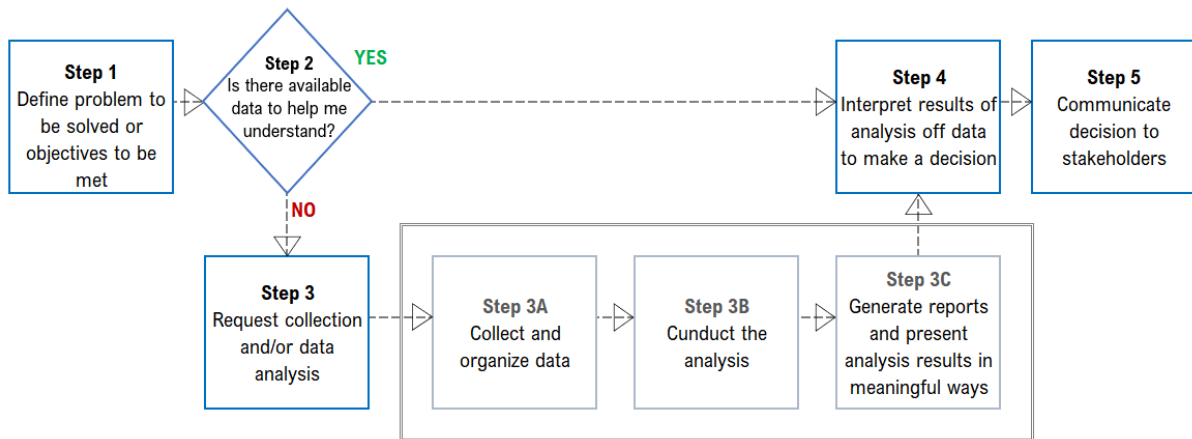 Step 1
Define problem to
be solved or
objectives to be
met
Step 2
Is there available
data to help me
understand?
YES
NO
Step 3
Request collection
and/or data
analysis
Step 3A
Collect and
organize data
Step 3B
Cunduct the
analysis
Step 3C
Generate reports
and present
analysis results in
meaningful ways
Step 4
Interpret results of
analysis off data
to make a decision
Step 5
Communicate
decision to
stakeholders